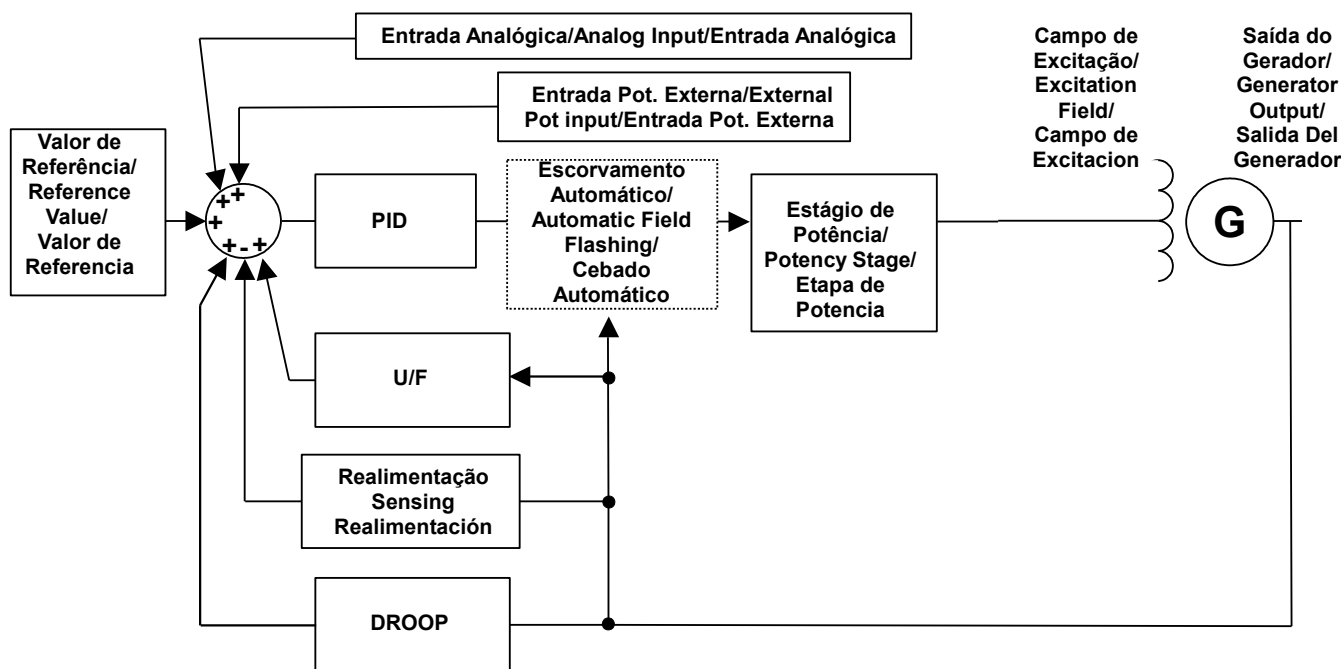 Entrada Analógica/Analog Input/Entrada Analógica
Entrada Pot. Externa/External
Pot input/Entrada Pot. Externa
Campo de
Excitação/
Excitation
Field/
Campo de
Excitacion
Saída do
Gerador/
Generator
Output/
Salida Del
Generador
Valor de
Referência/
Reference
Value/
Valor de
Referencia
+
+
+
+ - +
PID
Escorvamento
Automático/
Automatic Field
Flashing/
Cebado
Automático
Estágio de
Potência/
Potency Stage/
Etapa de
Potencia
G
U/F
Realimentação
Sensing
Realimentación
DROOP